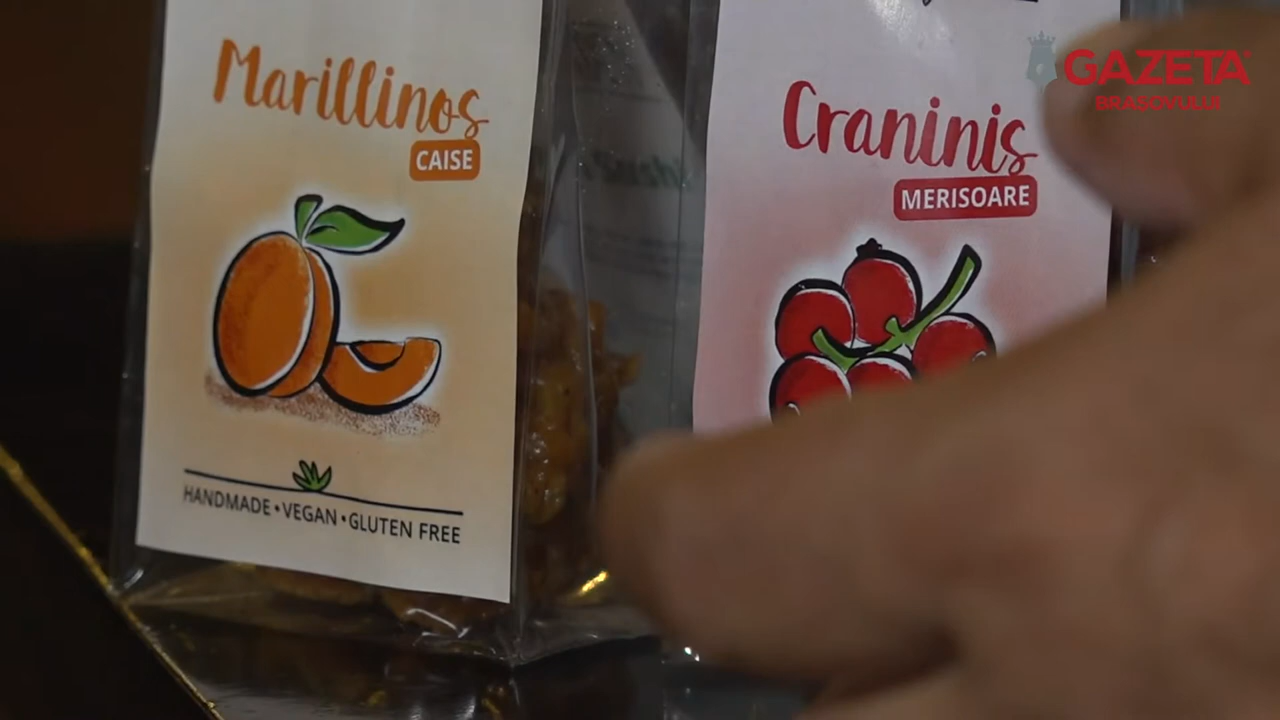 Marillinos
CAISE
HANDMADE • VEGAN • GLUTEN FREE
Craninis
MERISOARE
GAZETA
BRASOVULUI